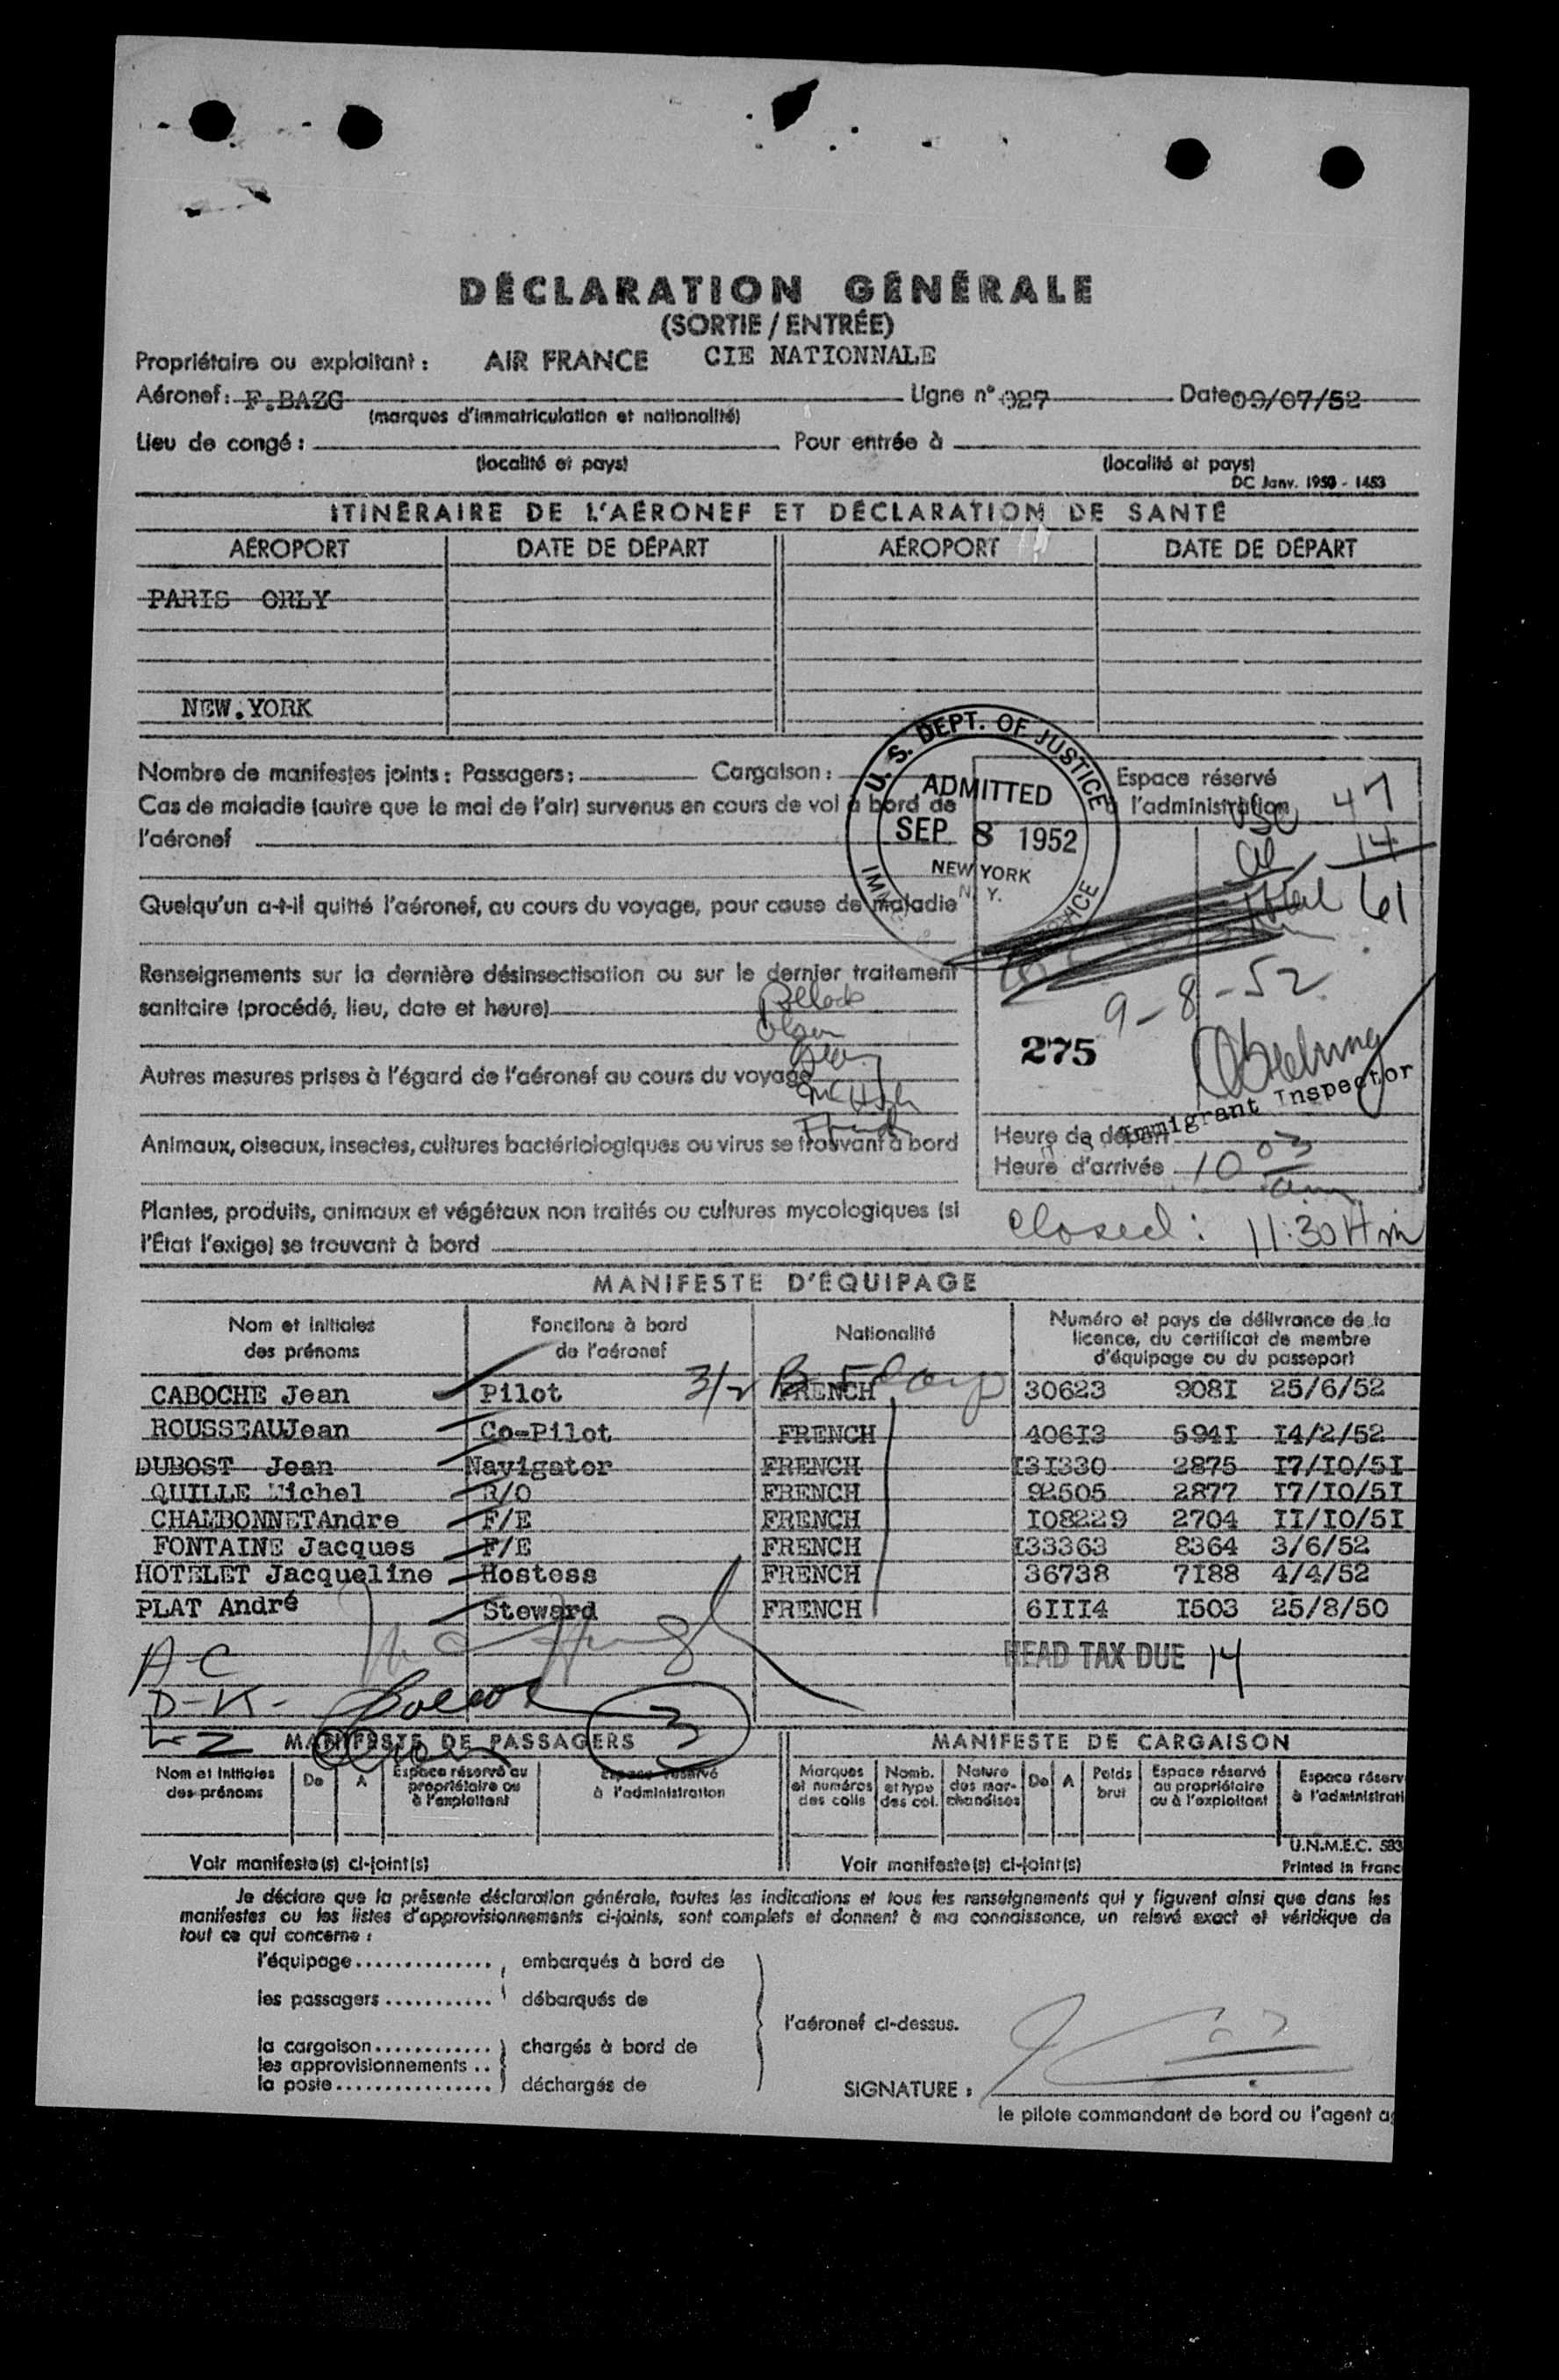 DÉCLARATION GÉNÉRALE
(SORTIE / ENTRÉE)
Propriétaire ou exploitant : AIR FRANCE CIE NATIONNALE
Aéronef : F.BAZG Ligne n° 027 Date 09/07/52
(marques d'immatriculation et nationalité)
Lieu de congé : Pour entrée à
(localité et pays) (localité et pays)
DC Janv. 1950 - 1453
ITINÉRAIRE DE L'AÉRONEF ET DÉCLARATION DE SANTÉ
AÉROPORT DATE DE DÉPART AÉROPORT DATE DE DÉPART
PARIS ORLY
NEW.YORK
Nombre de manifestes joints : Passagers : Cargaison :
Cas de maladie (autre que le mal de l'air) survenus en cours de vol à bord de
l'aéronef
U. S. DEPT. OF JUSTICE
ADMITTED
SEP 8 1952
NEW YORK
N. Y.
Espace réservé
à l'administration
USC 47
14
Total 61
Quelqu'un a-t-il quitté l'aéronef, au cours du voyage, pour cause de maladie
Renseignements sur la dernière désinsectisation ou sur le dernier traitement
sanitaire (procédé, lieu, date et heure)
Pollock
Olsen
9-8-52
275
Immigrant Inspector
Autres mesures prises à l'égard de l'aéronef au cours du voyage
McHugh
Animaux, oiseaux, insectes, cultures bactériologiques ou virus se trouvant à bord
Heure de départ
Heure d'arrivée 10 03 am
Plantes, produits, animaux et végétaux non traités ou cultures mycologiques (si
l'État l'exige) se trouvant à bord
Closed : 11:30 Am
MANIFESTE D'ÉQUIPAGE
Nom et initiales des prénoms
Fonctions à bord de l'aéronef
Nationalité
Numéro et pays de délivrance de la licence, du certificat de membre d'équipage ou du passeport
CABOCHE Jean Pilot 3/2 FRENCH 30623 908I 25/6/52
ROUSSEAUJean Co-Pilot FRENCH 406I3 594I I4/2/52
DUBOST Jean Navigator FRENCH I3I330 2875 I7/IO/5I
QUILLE Michel R/O FRENCH 92505 2877 I7/IO/5I
CHAMBONNETAndre F/E FRENCH I08229 2704 II/IO/5I
FONTAINE Jacques F/E FRENCH I33363 8364 3/6/52
HOTELET Jacqueline Hostess FRENCH 36738 7I88 4/4/52
PLAT André Steward FRENCH 6III4 I503 25/8/50
A-C
HEAD TAX DUE 14
D-K-
L-Z
3
MANIFESTE DE PASSAGERS MANIFESTE DE CARGAISON
Nom et initiales des prénoms
De
A
Espace réservé au propriétaire ou à l'exploitant
Espace réservé à l'administration
Marques et numéros des colis
Nomb. et type des col.
Nature des marchandises
De
A
Poids brut
Espace réservé au propriétaire ou à l'exploitant
Espace réserv
à l'administrati
U.N.M.E.C. 583
Voir manifeste(s) ci-joint(s) Voir manifeste(s) ci-joint(s) Printed in Franc
Je déclare que la présente déclaration générale, toutes les indications et tous les renseignements qui y figurent ainsi que dans les
manifestes ou les listes d'approvisionnements ci-joints, sont complets et donnent à ma connaissance, un relevé exact et véridique de
tout ce qui concerne :
l'équipage............... embarqués à bord de
les passagers ........... débarqués de
l'aéronef ci-dessus.
la cargaison............. chargés à bord de
les approvisionnements ..
la poste................. déchargés de
SIGNATURE :
le pilote commandant de bord ou l'agent a